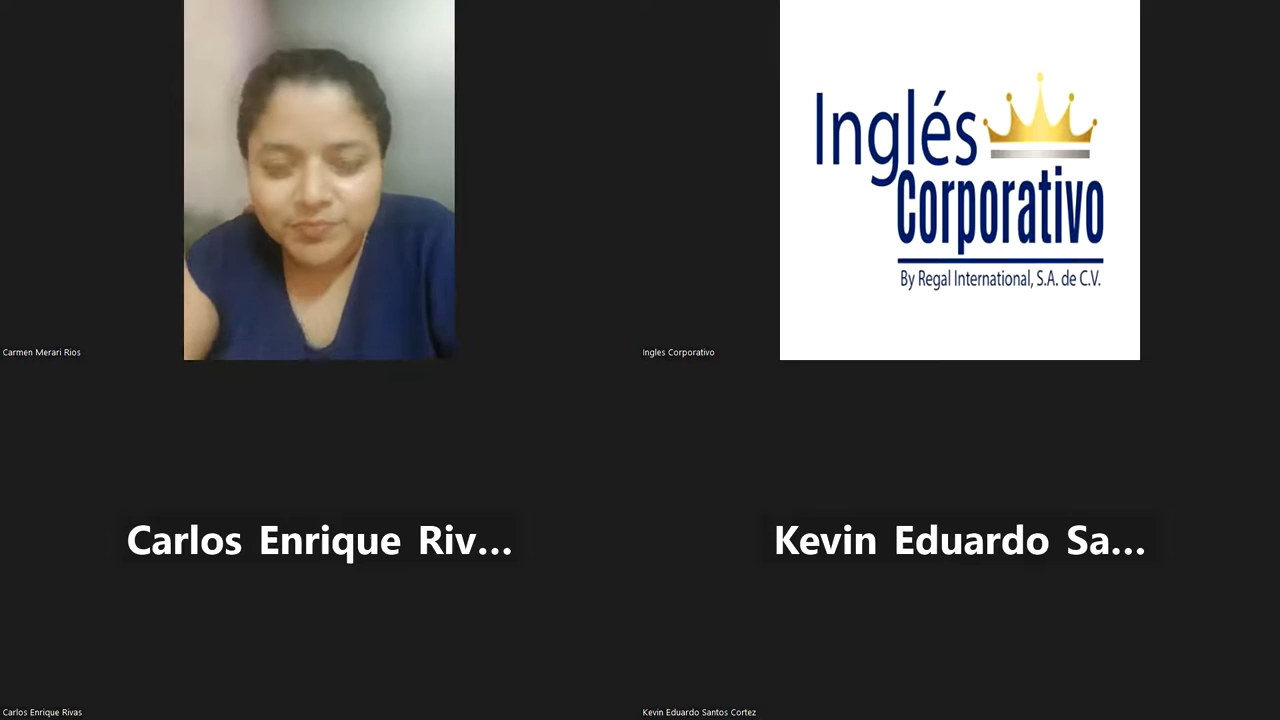 Carmen Merari Rios
Inglés
Corporativo
By Regal International, S.A. de C.V.
Ingles Corporativo
Carlos Enrique Riv...
Kevin Eduardo Sa...
Carlos Enrique Rivas
Kevin Eduardo Santos Cortez